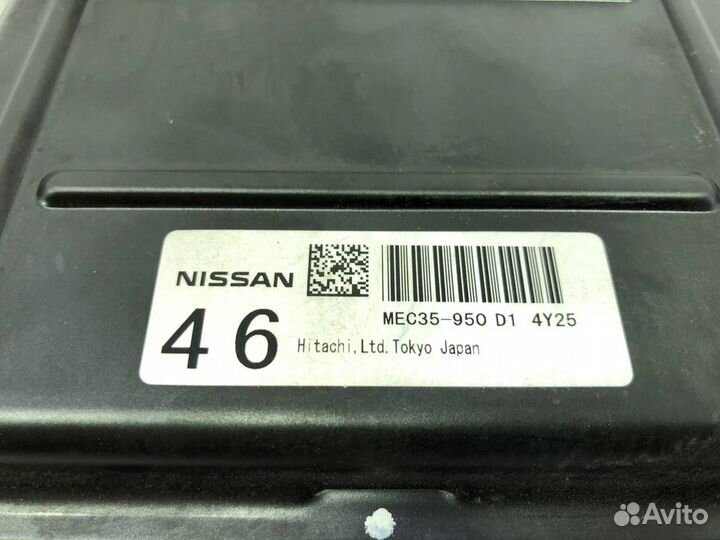 NISSAN
MEC35-950 D1 4Y25
46
Hitachi,Ltd.Tokyo Japan
Avito